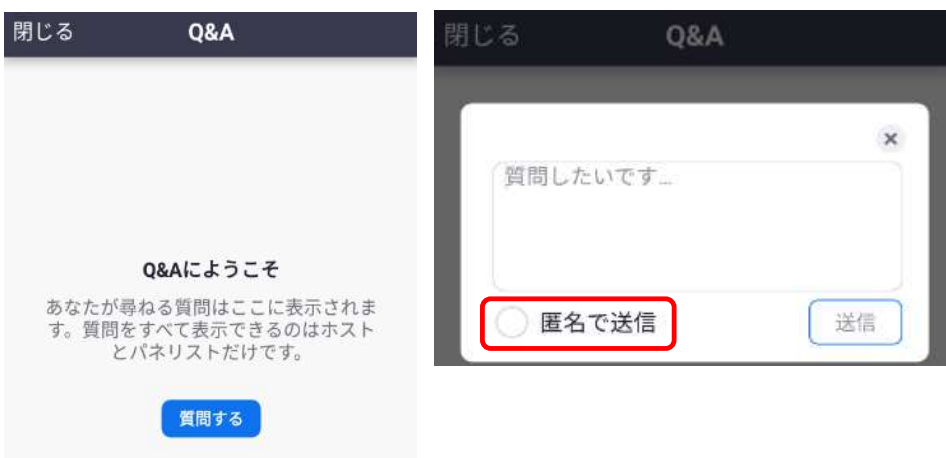 閉じる
Q&A
Q&Aにようこそ
あなたが尋ねる質問はここに表示されま
す。質問をすべて表示できるのはホスト
とパネリストだけです。
質問する
閉じる
Q&A
質問したいです...
匿名で送信
送信